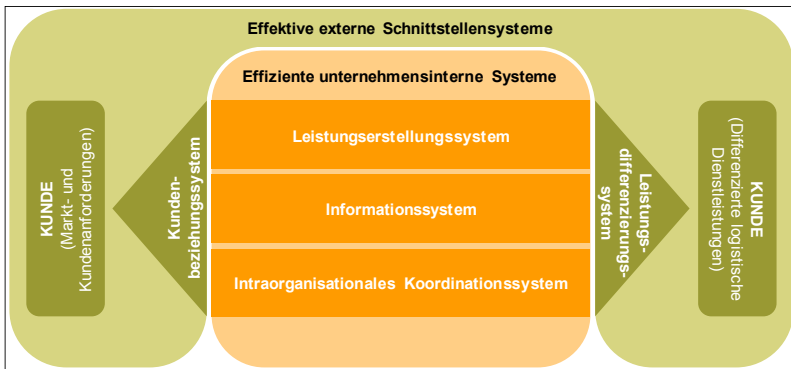 Effektive externe Schnittstellensysteme
Effiziente unternehmensinterne Systeme
KUNDE
(Markt- und
Kundenanforderungen)
Kunden-
beziehungssystem
Leistungserstellungssystem
Informationssystem
Intraorganisationales Koordinationssystem
Leistungs-
differenzierungs-
system
KUNDE
(Differenzierte logistische
Dienstleistungen)